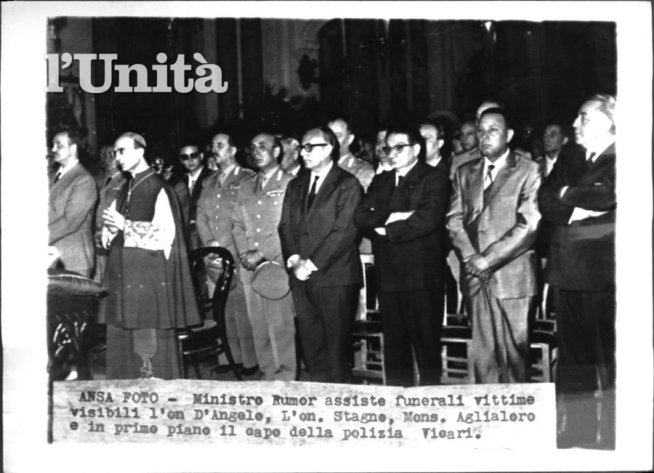 l'Unità
ANSA FOTO - Ministro Rumor assiste funerali vittime
visibili l'on D'Angelo, L'on. Stagno, Mons. Aglialoro
e in primo piano il capo della polizia Vicari.